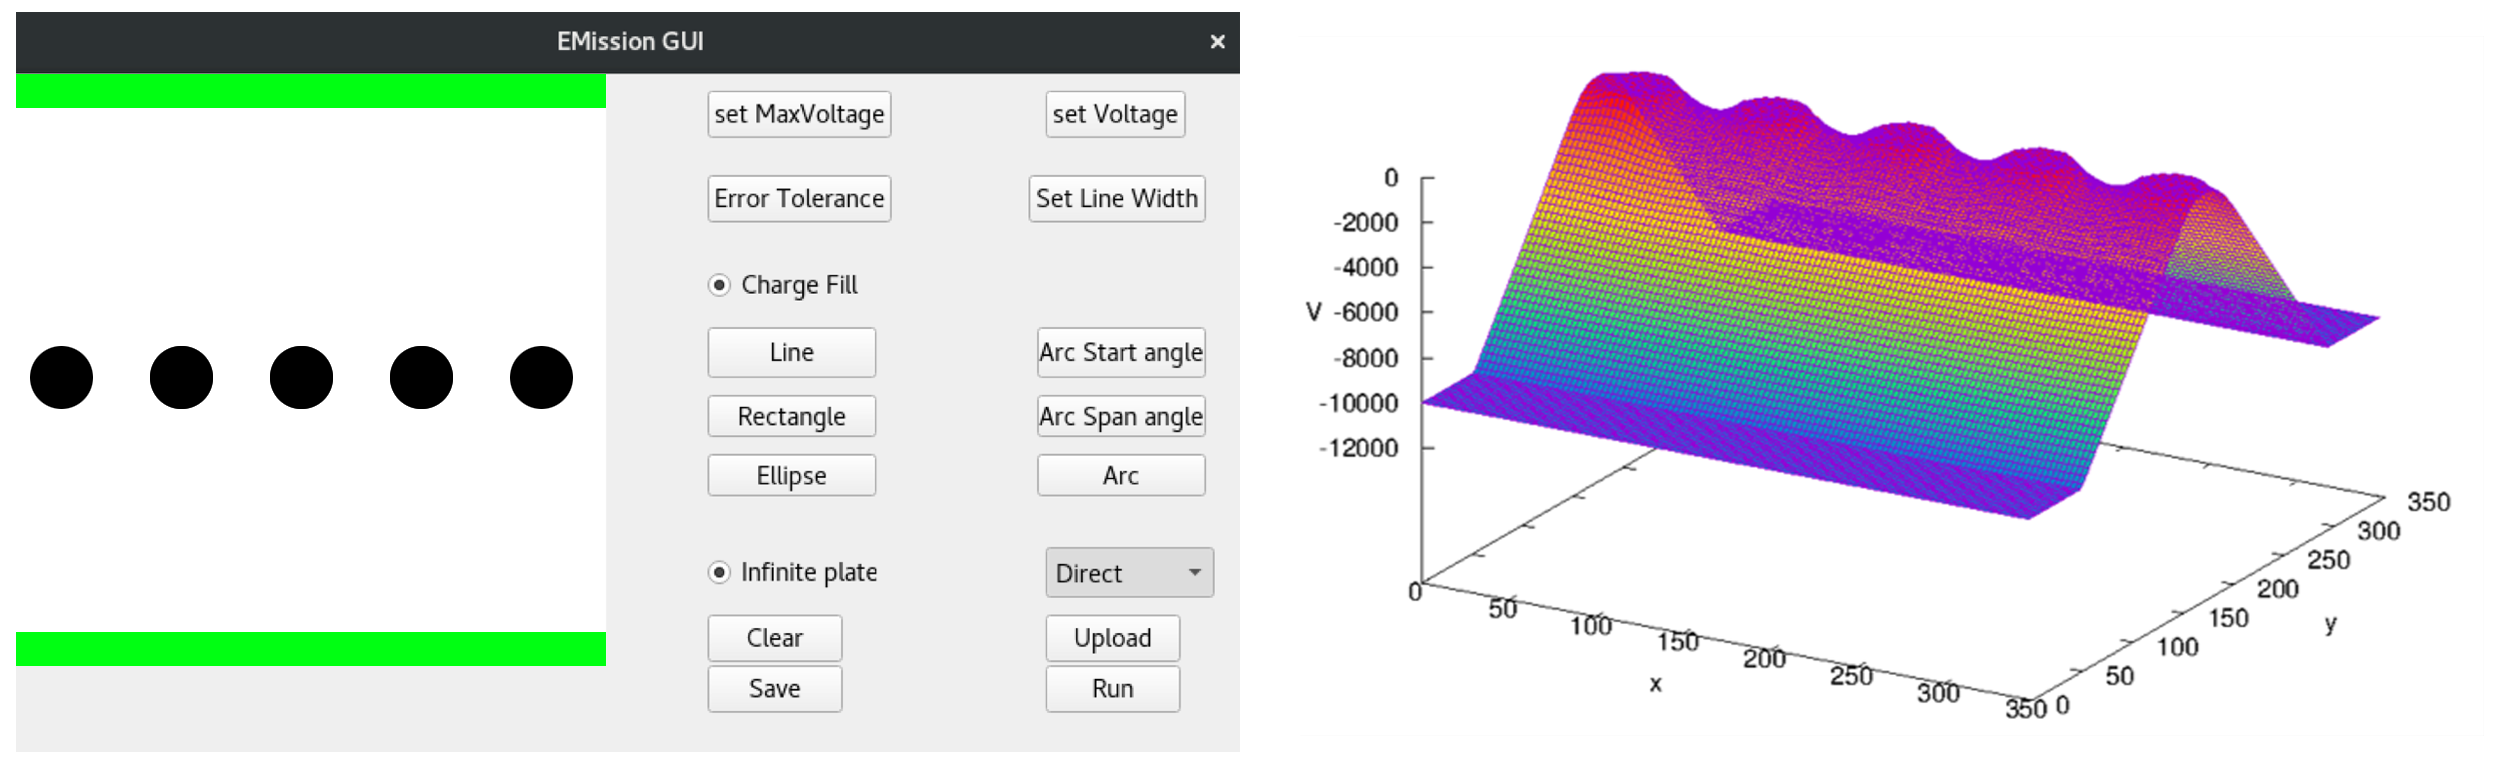 EMission GUI ×
set MaxVoltage set Voltage
Error Tolerance Set Line Width
Charge Fill
Line Arc Start angle
Rectangle Arc Span angle
Ellipse Arc
Infinite plate Direct
Clear Upload
Save Run
0
-2000
-4000
V -6000
-8000
-10000
-12000
0
50
100
150
200
250
300
350
x
0
50
100
150
200
250
300
350
y